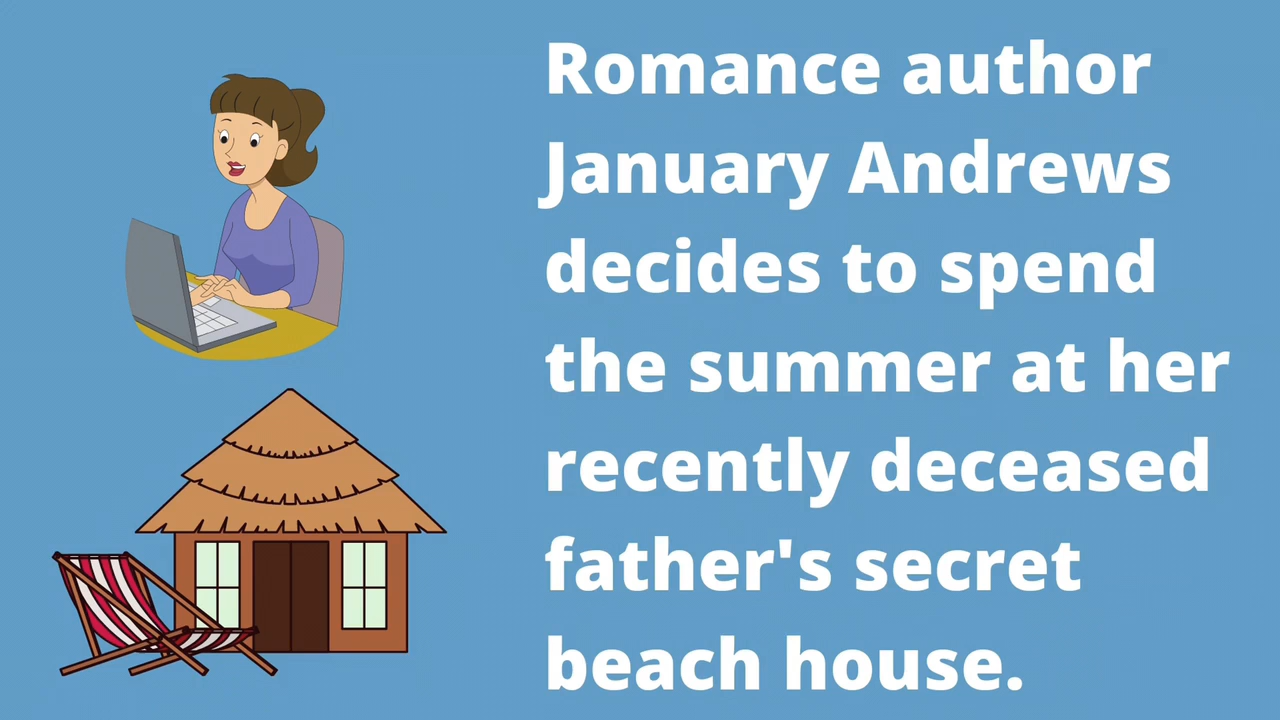 Romance author
January Andrews
decides to spend
the summer at her
recently deceased
father's secret
beach house.